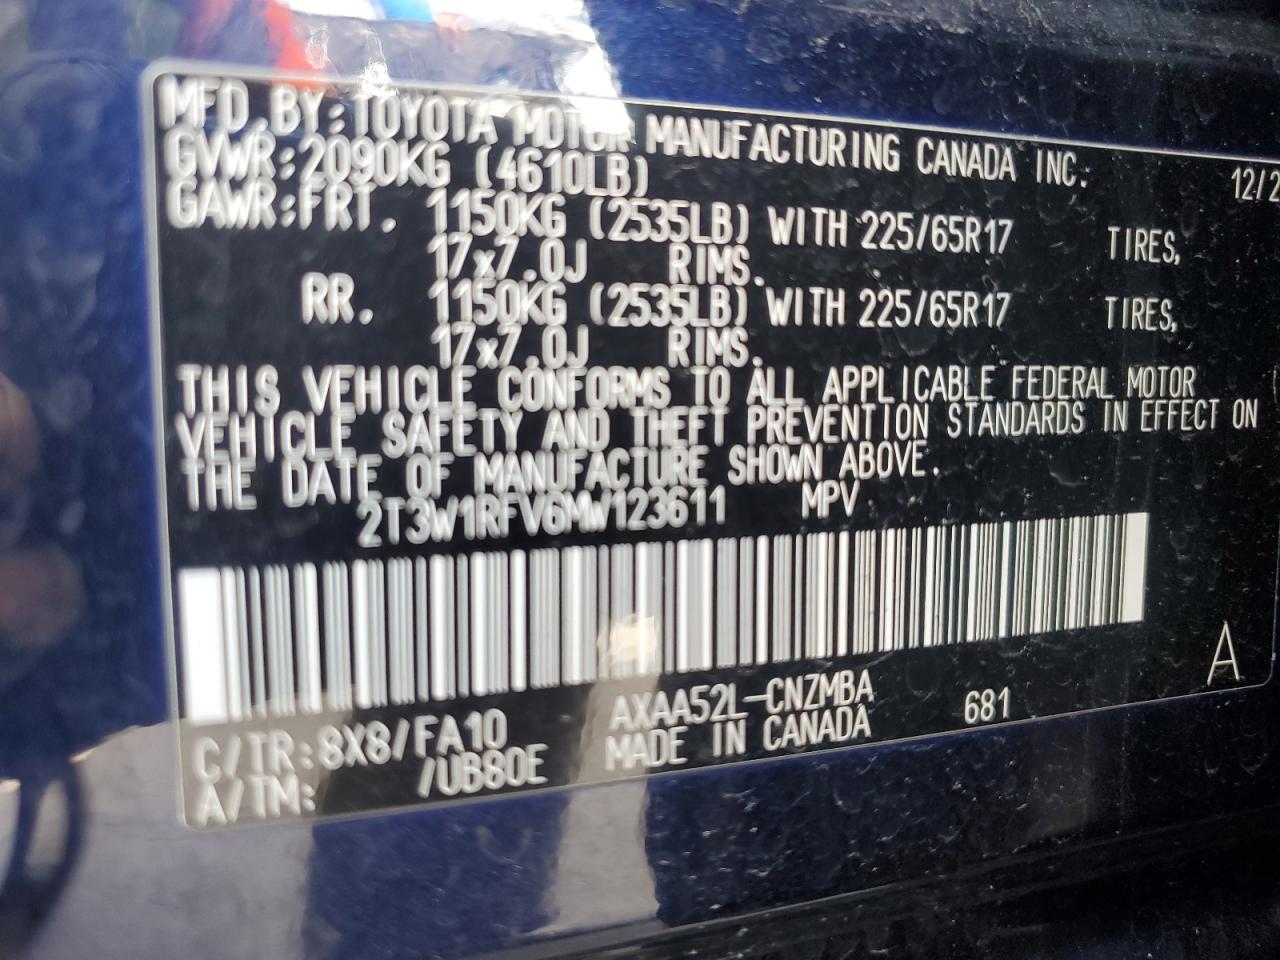 MFD.BY:TOYOTA MOTOR MANUFACTURING CANADA INC. 12/2
GVWR:2090KG (4610LB)
GAWR:FRT. 1150KG (2535LB) WITH 225/65R17 TIRES,
17x7.0J RIMS.
RR. 1150KG (2535LB) WITH 225/65R17 TIRES,
17x7.0J RIMS.
THIS VEHICLE CONFORMS TO ALL APPLICABLE FEDERAL MOTOR
VEHICLE SAFETY AND THEFT PREVENTION STANDARDS IN EFFECT ON
THE DATE OF MANUFACTURE SHOWN ABOVE.
2T3W1RFV6MW123611 MPV
A
C/TR:8X8/FA10 AXAA52L-CNZMBA 681
A/TM: /UB80E MADE IN CANADA